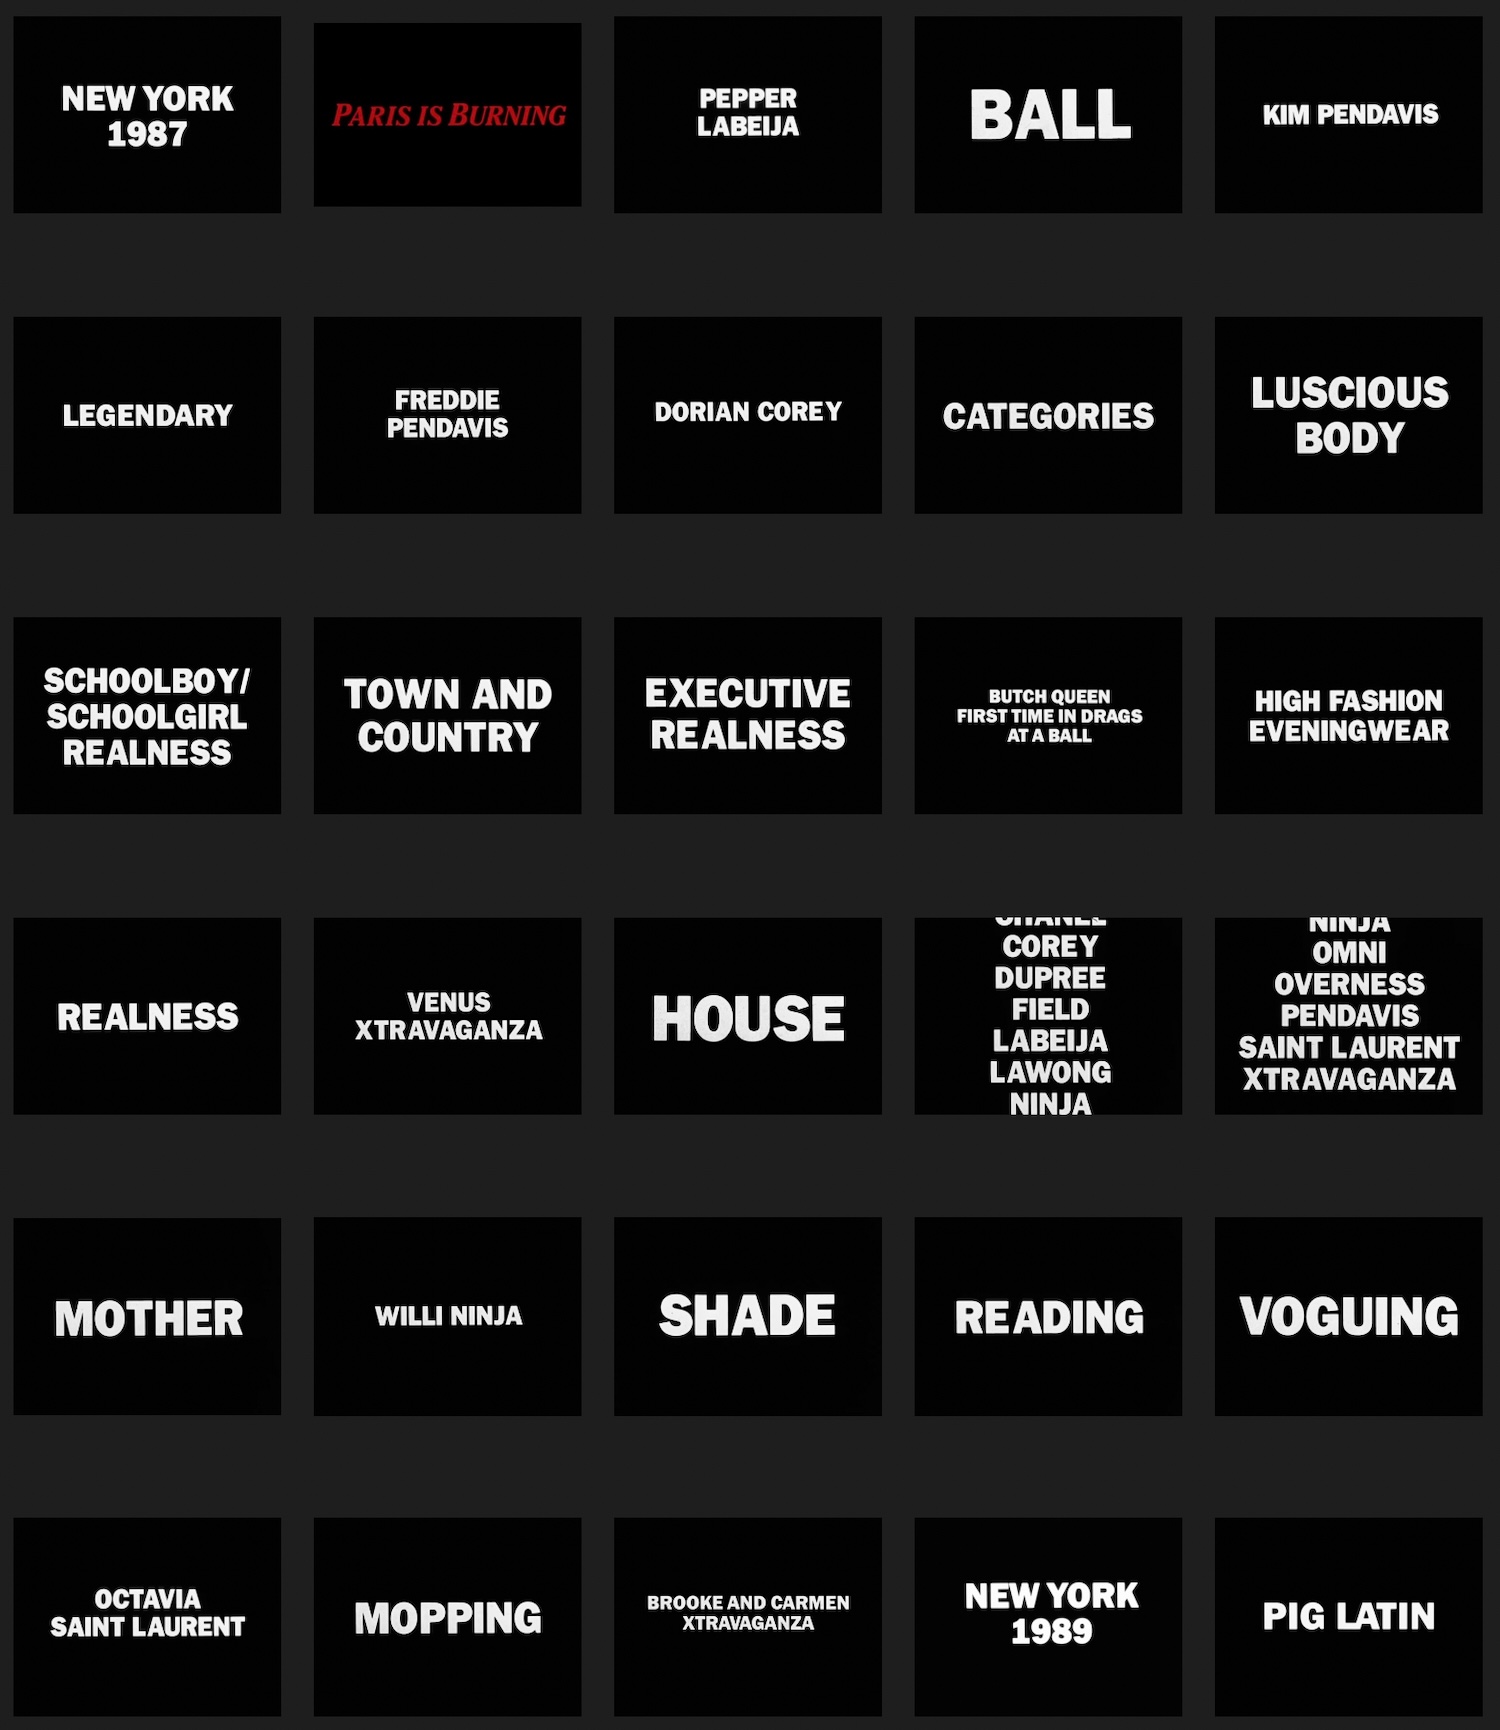 NEW YORK
1987
PARIS IS BURNING
PEPPER
LABEIJA
BALL
KIM PENDAVIS
LEGENDARY
FREDDIE
PENDAVIS
DORIAN COREY
CATEGORIES
LUSCIOUS
BODY
SCHOOLBOY/
SCHOOLGIRL
REALNESS
TOWN AND
COUNTRY
EXECUTIVE
REALNESS
BUTCH QUEEN
FIRST TIME IN DRAGS
AT A BALL
HIGH FASHION
EVENINGWEAR
REALNESS
VENUS
XTRAVAGANZA
HOUSE
CHANEL
COREY
DUPREE
FIELD
LABEIJA
LAWONG
NINJA
NINJA
OMNI
OVERNESS
PENDAVIS
SAINT LAURENT
XTRAVAGANZA
MOTHER
WILLI NINJA
SHADE
READING
VOGUING
OCTAVIA
SAINT LAURENT
MOPPING
BROOKE AND CARMEN
XTRAVAGANZA
NEW YORK
1989
PIG LATIN